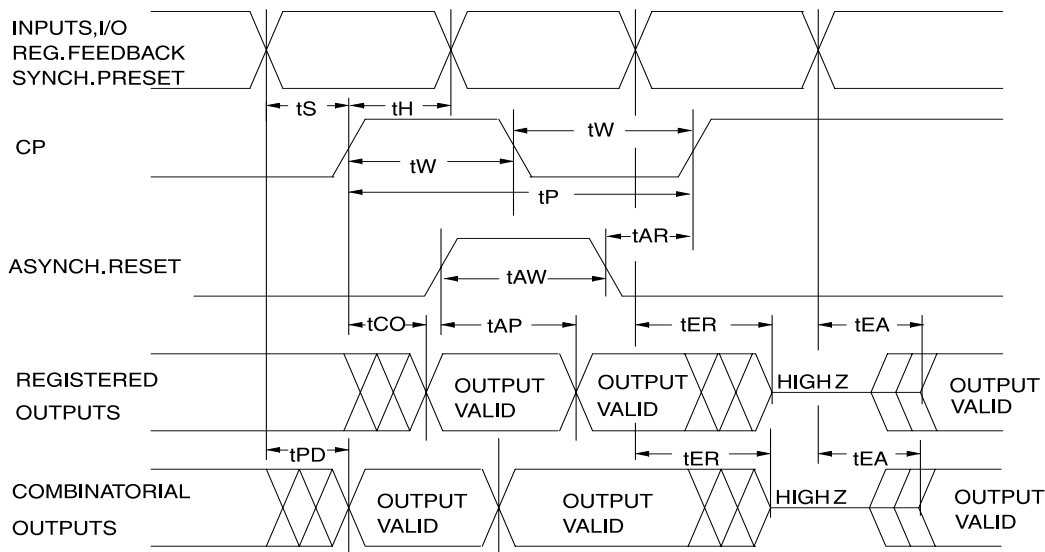 INPUTS,I/O
REG.FEEDBACK
SYNCH.PRESET
tS
tH
CP
tW
tW
tP
ASYNCH.RESET
tAR
tAW
tCO
tAP
tER
tEA
REGISTERED
OUTPUTS
OUTPUT
VALID
OUTPUT
VALID
HIGH Z
OUTPUT
VALID
tPD
tER
tEA
COMBINATORIAL
OUTPUTS
OUTPUT
VALID
OUTPUT
VALID
HIGH Z
OUTPUT
VALID